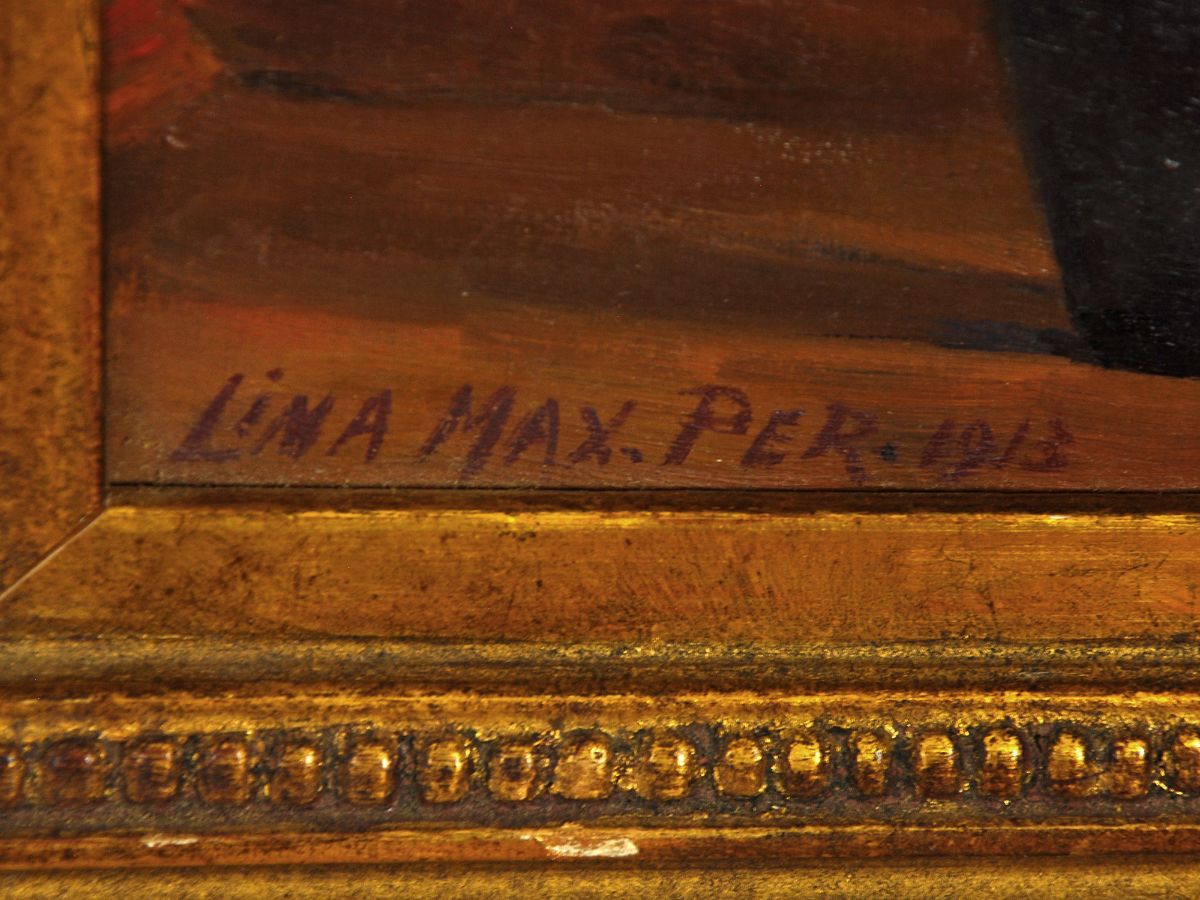 LiNA MAX. PER. 1913